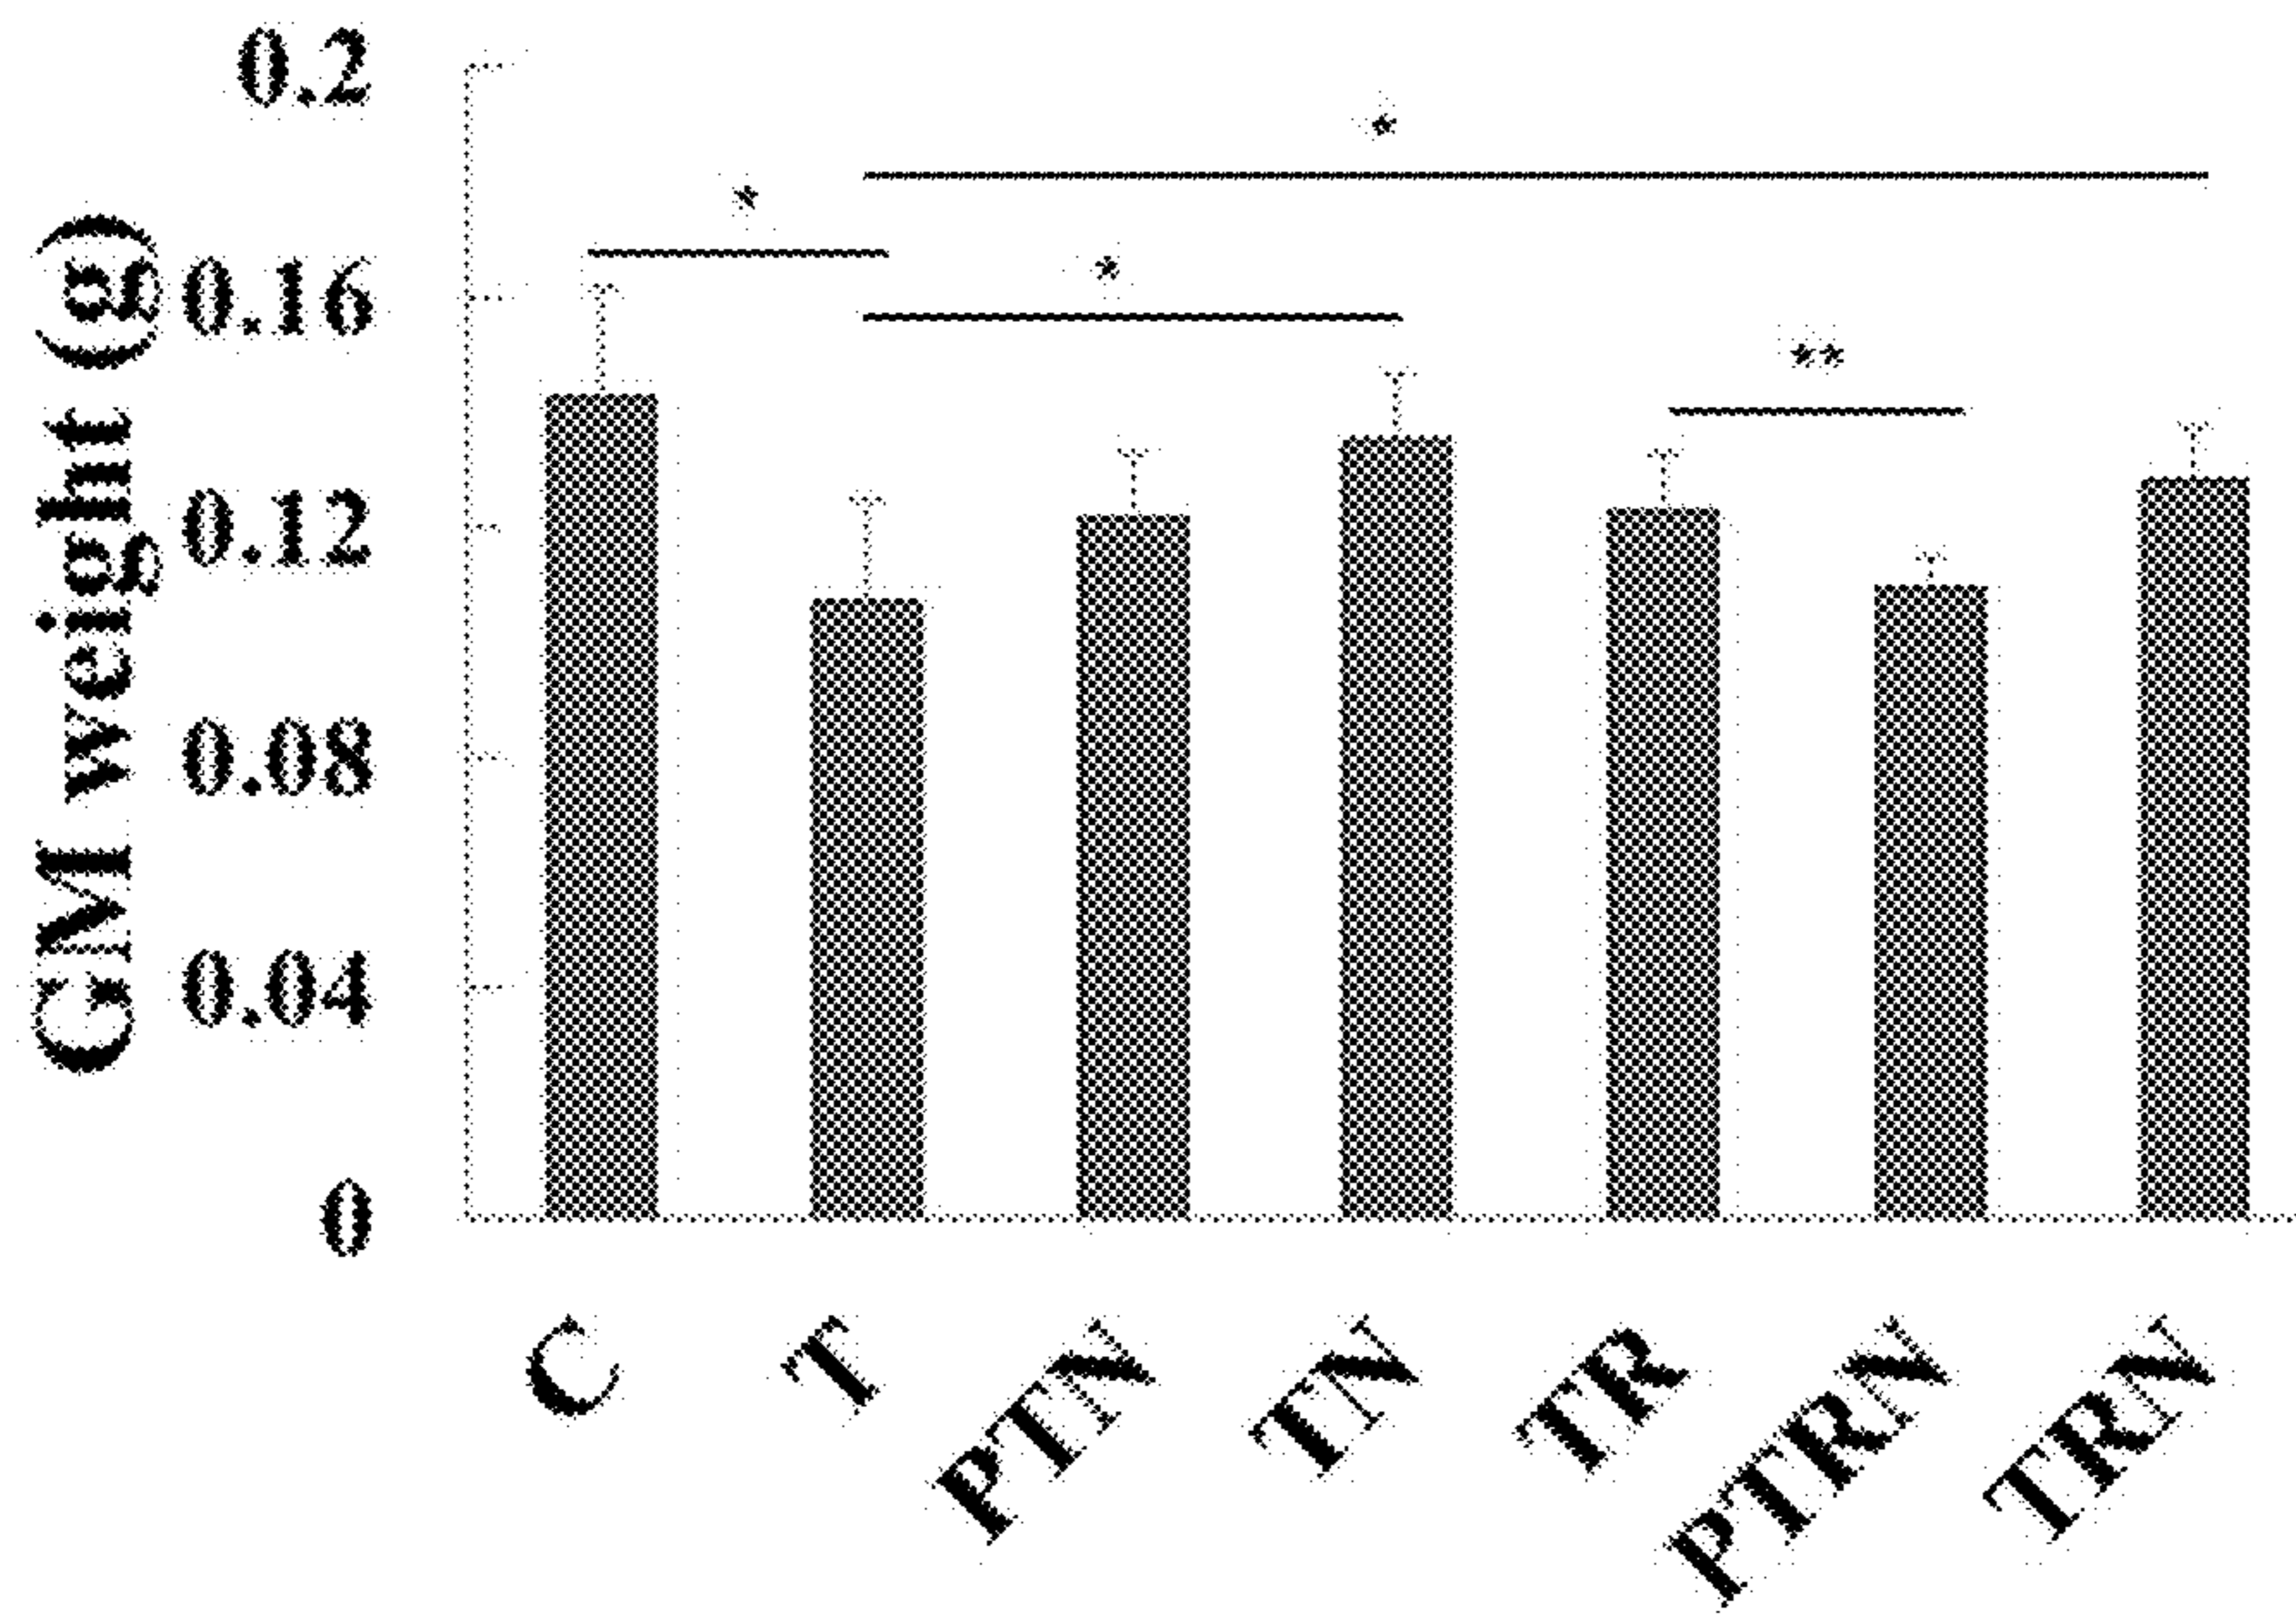 GM weight (g)
0.2
0.16
0.12
0.08
0.04
0
*
*
*
**
C
T
PTN
TN
TR
PTRN
TRN